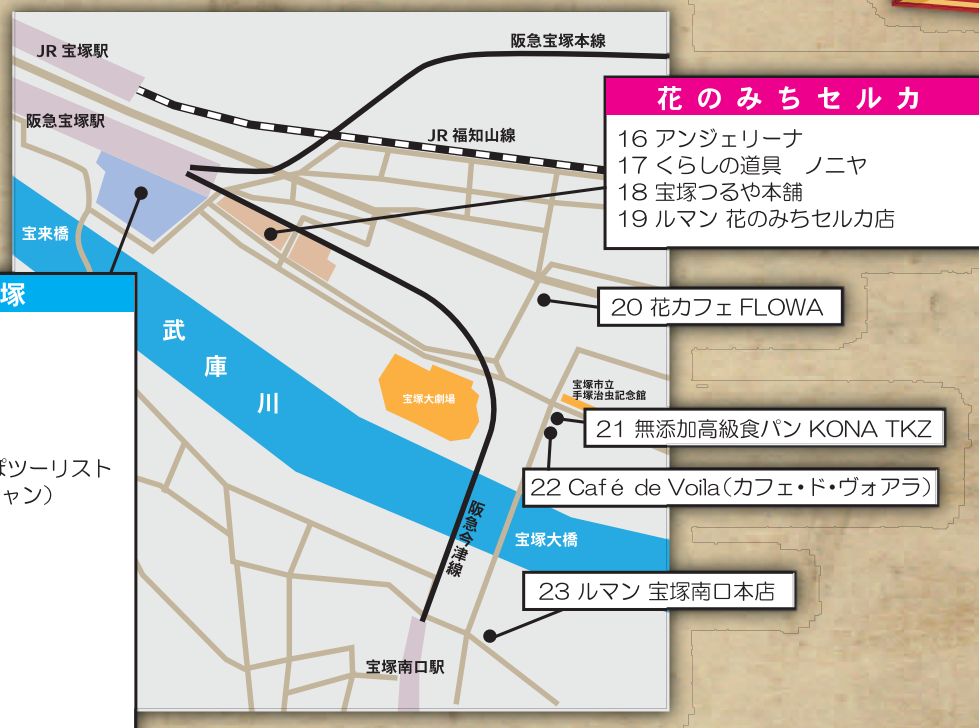 JR 宝塚駅
阪急宝塚本線
阪急宝塚駅
JR 福知山線
花のみちセルカ
16 アンジェリーナ
17 くらしの道具　ノニヤ
18 宝塚つるや本舗
19 ルマン 花のみちセルカ店
宝来橋
塚
20 花カフェ FLOWA
武庫川
宝塚大劇場
宝塚市立
手塚治虫記念館
21 無添加高級食パン KONA TKZ
ぱツーリスト
ャン）
22 Café de Voila（カフェ・ド・ヴォアラ）
阪急今津線
宝塚大橋
23 ルマン 宝塚南口本店
宝塚南口駅